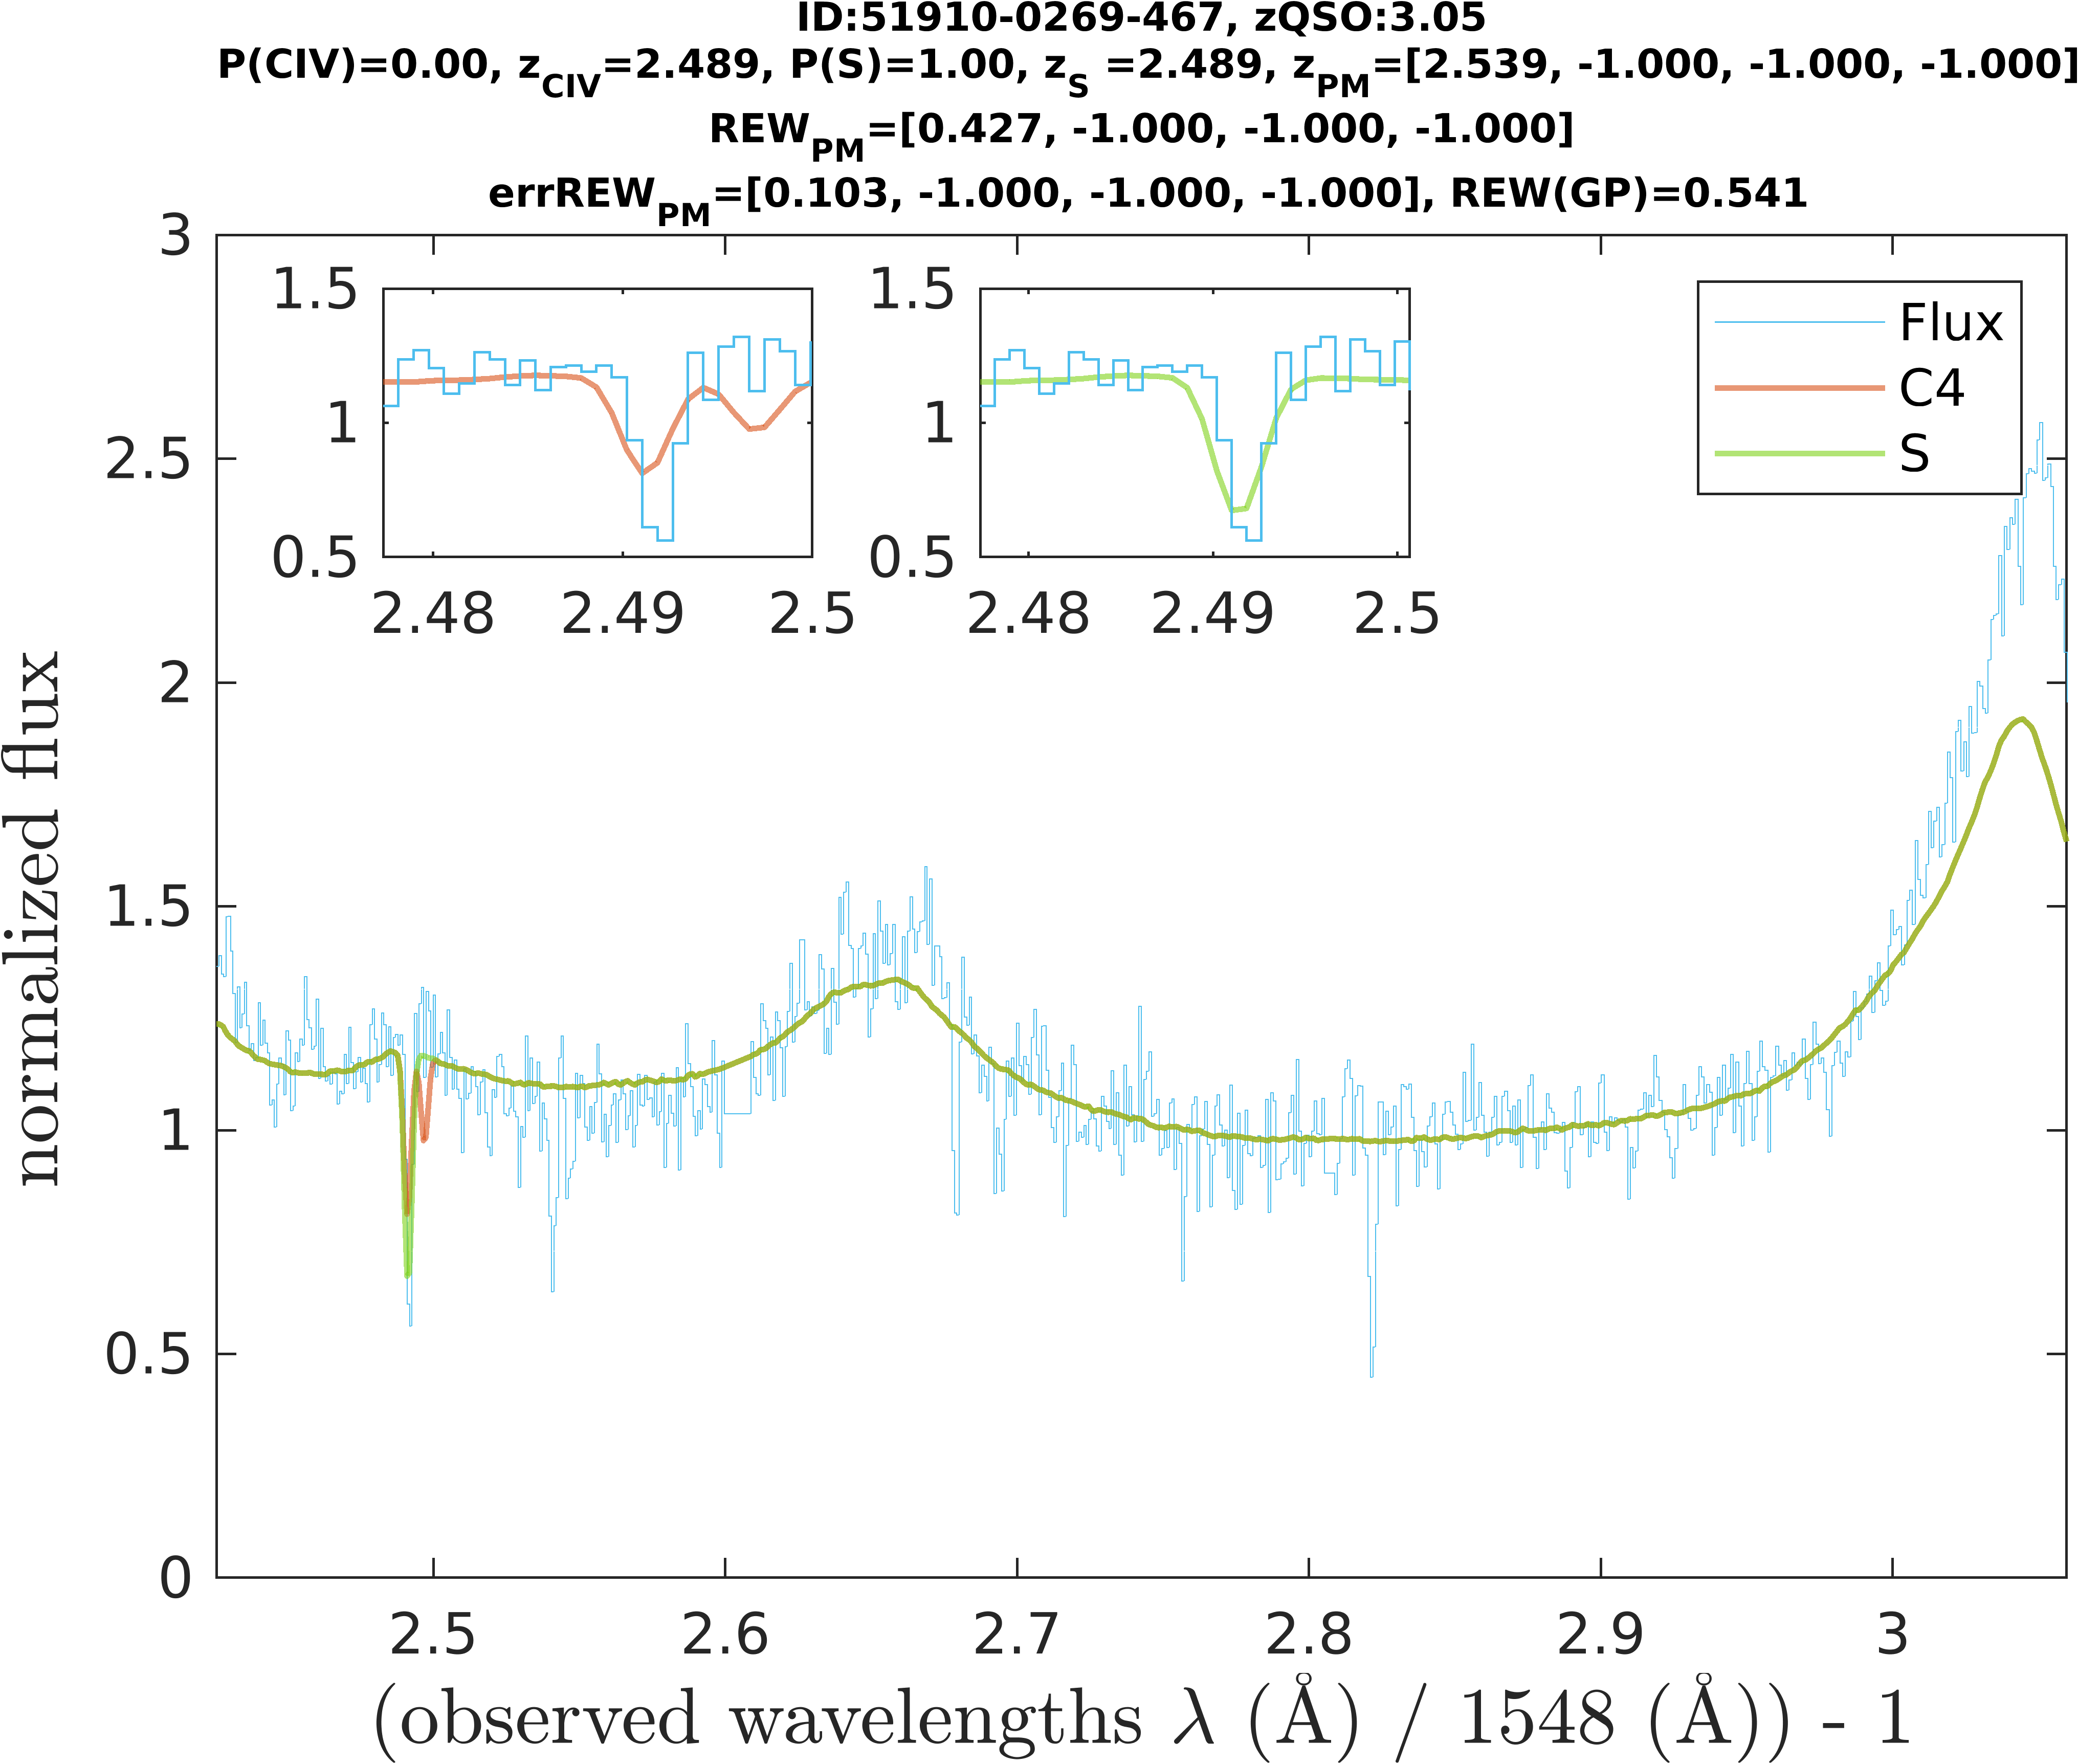 ID:51910-0269-467, zQSO:3.05
P(CIV)=0.00, zCIV=2.489, P(S)=1.00, zS =2.489, zPM=[2.539, -1.000, -1.000, -1.000]
REWPM=[0.427, -1.000, -1.000, -1.000]
errREWPM=[0.103, -1.000, -1.000, -1.000], REW(GP)=0.541
3
2.5
2
1.5
1
0.5
0
1.5
1
0.5
2.48 2.49 2.5
1.5
1
0.5
2.48 2.49 2.5
Flux
C4
S
normalized flux
2.5 2.6 2.7 2.8 2.9 3
(observed wavelengths λ (Å) / 1548 (Å)) - 1